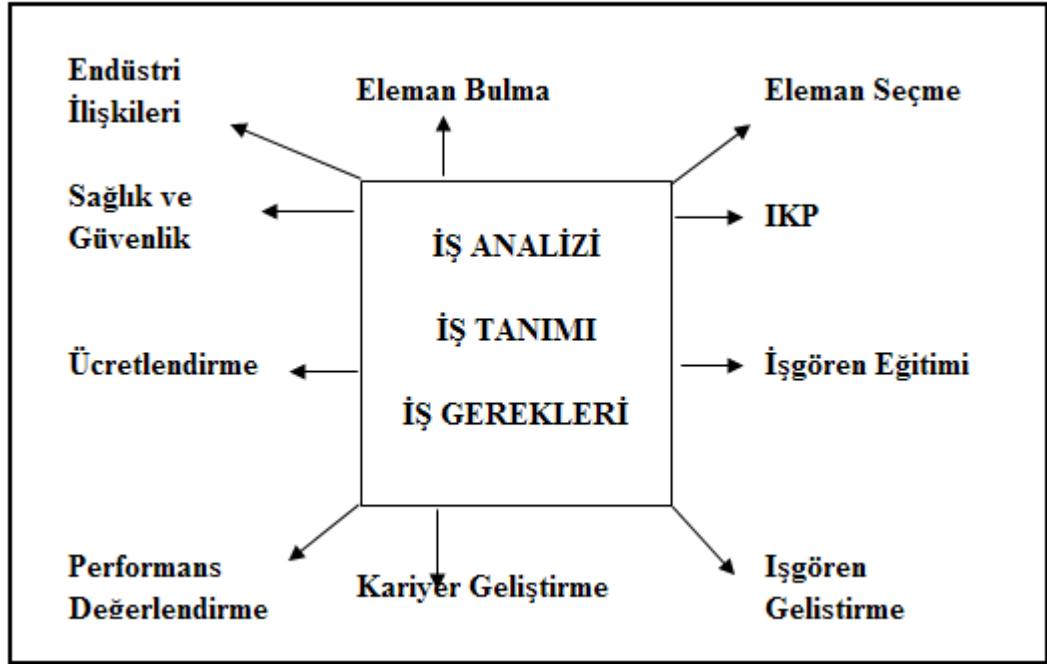 Endüstri
İlişkileri
Eleman Bulma
Eleman Seçme
Sağlık ve
Güvenlik
İŞ ANALİZİ
IKP
İŞ TANIMI
Ücretlendirme
İşgören Eğitimi
İŞ GEREKLERİ
Performans
Değerlendirme
Kariyer Geliştirme
Işgören
Gelistirme